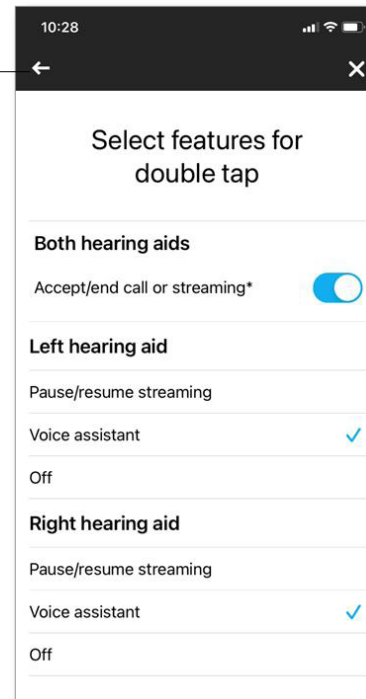 10:28
Select features for
double tap
Both hearing aids
Accept/end call or streaming*
Left hearing aid
Pause/resume streaming
Voice assistant
Off
Right hearing aid
Pause/resume streaming
Voice assistant
Off